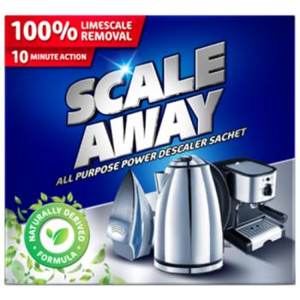 100% LIMESCALE
REMOVAL
10 MINUTE ACTION
SCALE
AWAY
ALL PURPOSE POWER DESCALER SACHET
NATURALLY DERIVED
FORMULA